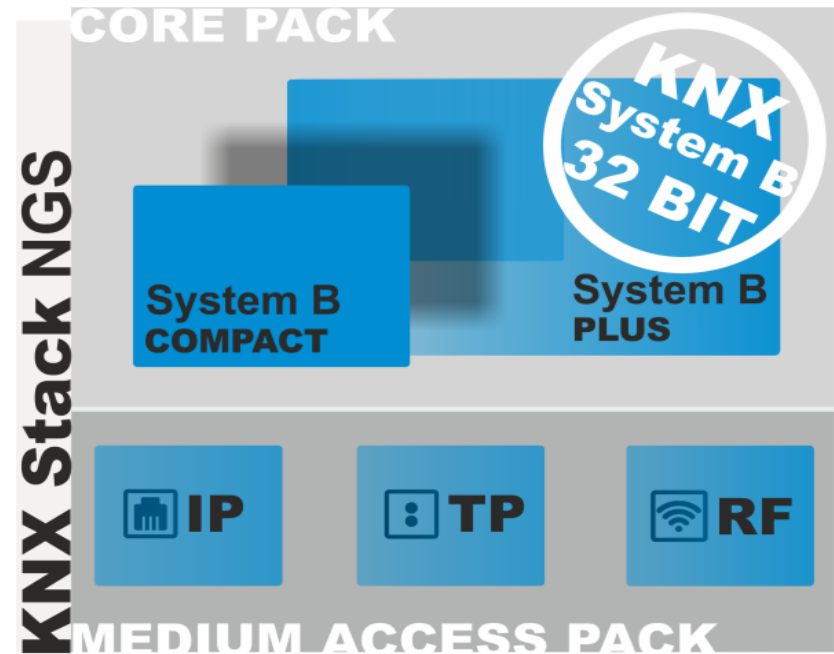 CORE PACK
KNX
System B
32 BIT
System B
COMPACT
System B
PLUS
KNX Stack NGS
IP
TP
RF
MEDIUM ACCESS PACK